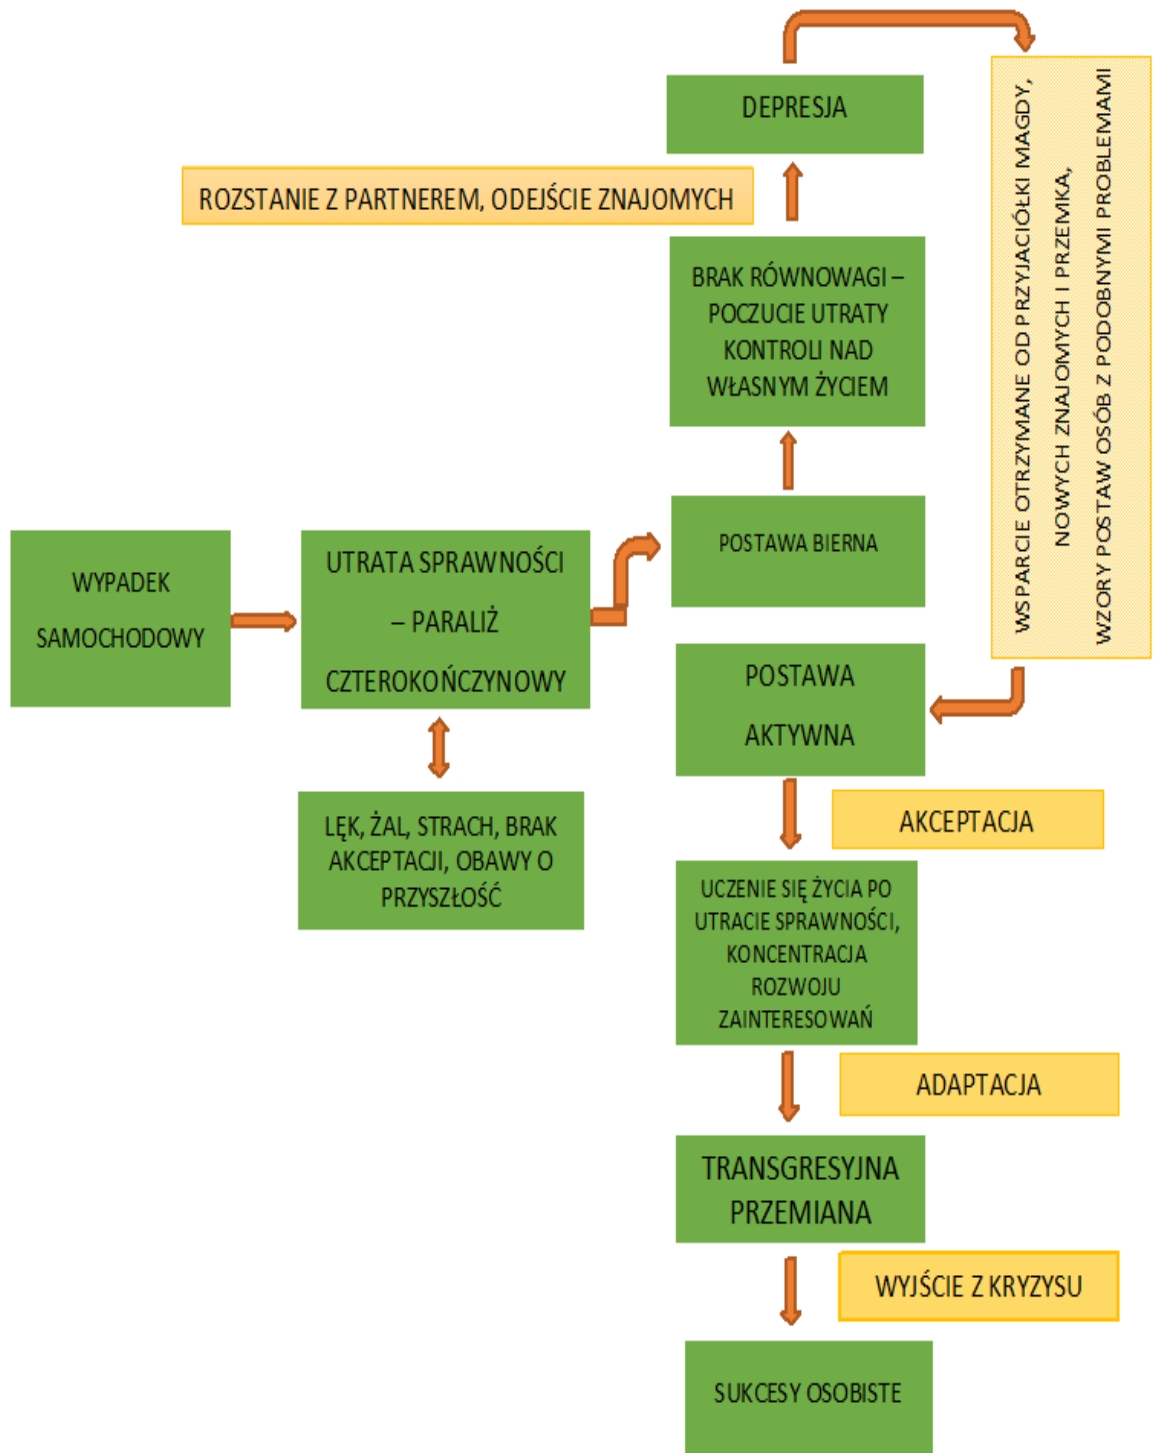 DEPRESJA
ROZSTANIE Z PARTNEREM, ODEJŚCIE ZNAJOMYCH
BRAK RÓWNOWAGI –
POCZUCIE UTRATY
KONTROLI NAD
WŁASNYM ŻYCIEM
WSPARCIE OTRZYMANE OD PRZYJACIÓŁKI MAGDY,
NOWYCH ZNAJOMYCH I PRZEMKA,
WZORY POSTAW OSÓB Z PODOBNYMI PROBLEMAMI
POSTAWA BIERNA
WYPADEK
SAMOCHODOWY
UTRATA SPRAWNOŚCI
– PARALIŻ
CZTEROKOŃCZYNOWY
POSTAWA
AKTYWNA
LĘK, ŻAL, STRACH, BRAK
AKCEPTACJI, OBAWY O
PRZYSZŁOŚĆ
AKCEPTACJA
UCZENIE SIĘ ŻYCIA PO
UTRACIE SPRAWNOŚCI,
KONCENTRACJA
ROZWOJU
ZAINTERESOWAŃ
ADAPTACJA
TRANSGRESYJNA
PRZEMIANA
WYJŚCIE Z KRYZYSU
SUKCESY OSOBISTE